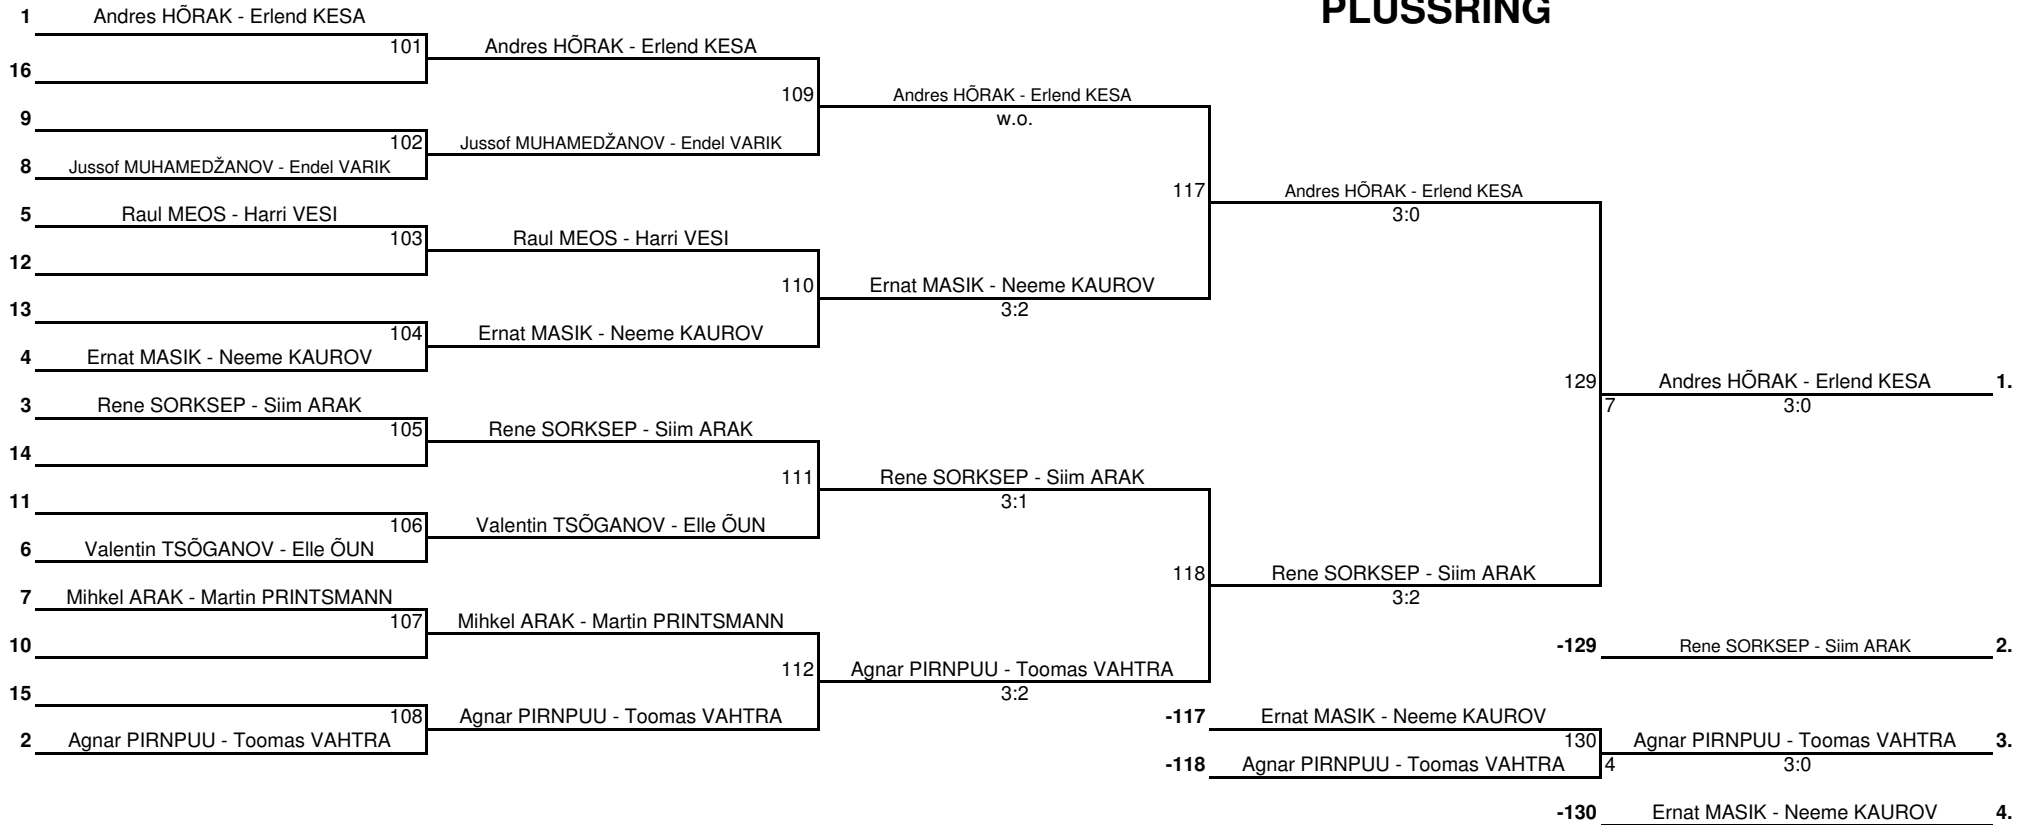 PLUSSRING
1 Andres HÕRAK - Erlend KESA
101 Andres HÕRAK - Erlend KESA
16
109 Andres HÕRAK - Erlend KESA
w.o.
9
102 Jussof MUHAMEDŽANOV - Endel VARIK
8 Jussof MUHAMEDŽANOV - Endel VARIK
117 Andres HÕRAK - Erlend KESA
3:0
5 Raul MEOS - Harri VESI
103 Raul MEOS - Harri VESI
12
110 Ernat MASIK - Neeme KAUROV
3:2
13
104 Ernat MASIK - Neeme KAUROV
4 Ernat MASIK - Neeme KAUROV
129 Andres HÕRAK - Erlend KESA 1.
7 3:0
3 Rene SORKSEP - Siim ARAK
105 Rene SORKSEP - Siim ARAK
14
111 Rene SORKSEP - Siim ARAK
3:1
11
106 Valentin TSÕGANOV - Elle ÕUN
6 Valentin TSÕGANOV - Elle ÕUN
118 Rene SORKSEP - Siim ARAK
3:2
7 Mihkel ARAK - Martin PRINTSMANN
107 Mihkel ARAK - Martin PRINTSMANN
10
-129 Rene SORKSEP - Siim ARAK 2.
112 Agnar PIRNPUU - Toomas VAHTRA
3:2
15
108 Agnar PIRNPUU - Toomas VAHTRA
2 Agnar PIRNPUU - Toomas VAHTRA
-117 Ernat MASIK - Neeme KAUROV
130 Agnar PIRNPUU - Toomas VAHTRA 3.
-118 Agnar PIRNPUU - Toomas VAHTRA
4 3:0
-130 Ernat MASIK - Neeme KAUROV 4.